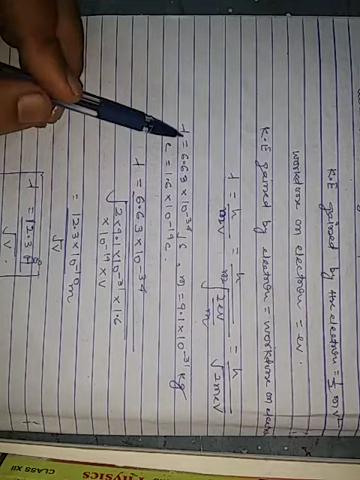 K.E gained by the electron = 1/2 mv²
workdone on electron = ev.
K.E gained by electron = workdone on elec
λ = h/mv = h/m√(2ev/m) = h/√2mev
λ = 6.63 × 10⁻³⁴ J , m = 9.1×10⁻³¹ kg
e = 1.6 × 10⁻¹⁹ C.
λ = 6.63 × 10⁻³⁴
√2×9.1×10⁻³¹×1.6
×10⁻¹⁹ × V
= 12.3×10⁻¹⁰ m
√V
λ = 12.3 Å
√V .
PHYSICS
CLASS XII